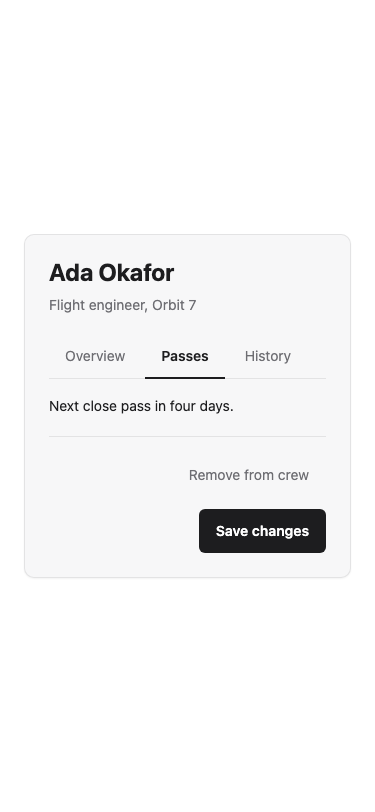 Ada Okafor
Flight engineer, Orbit 7
Overview Passes History
Next close pass in four days.
Remove from crew
Save changes